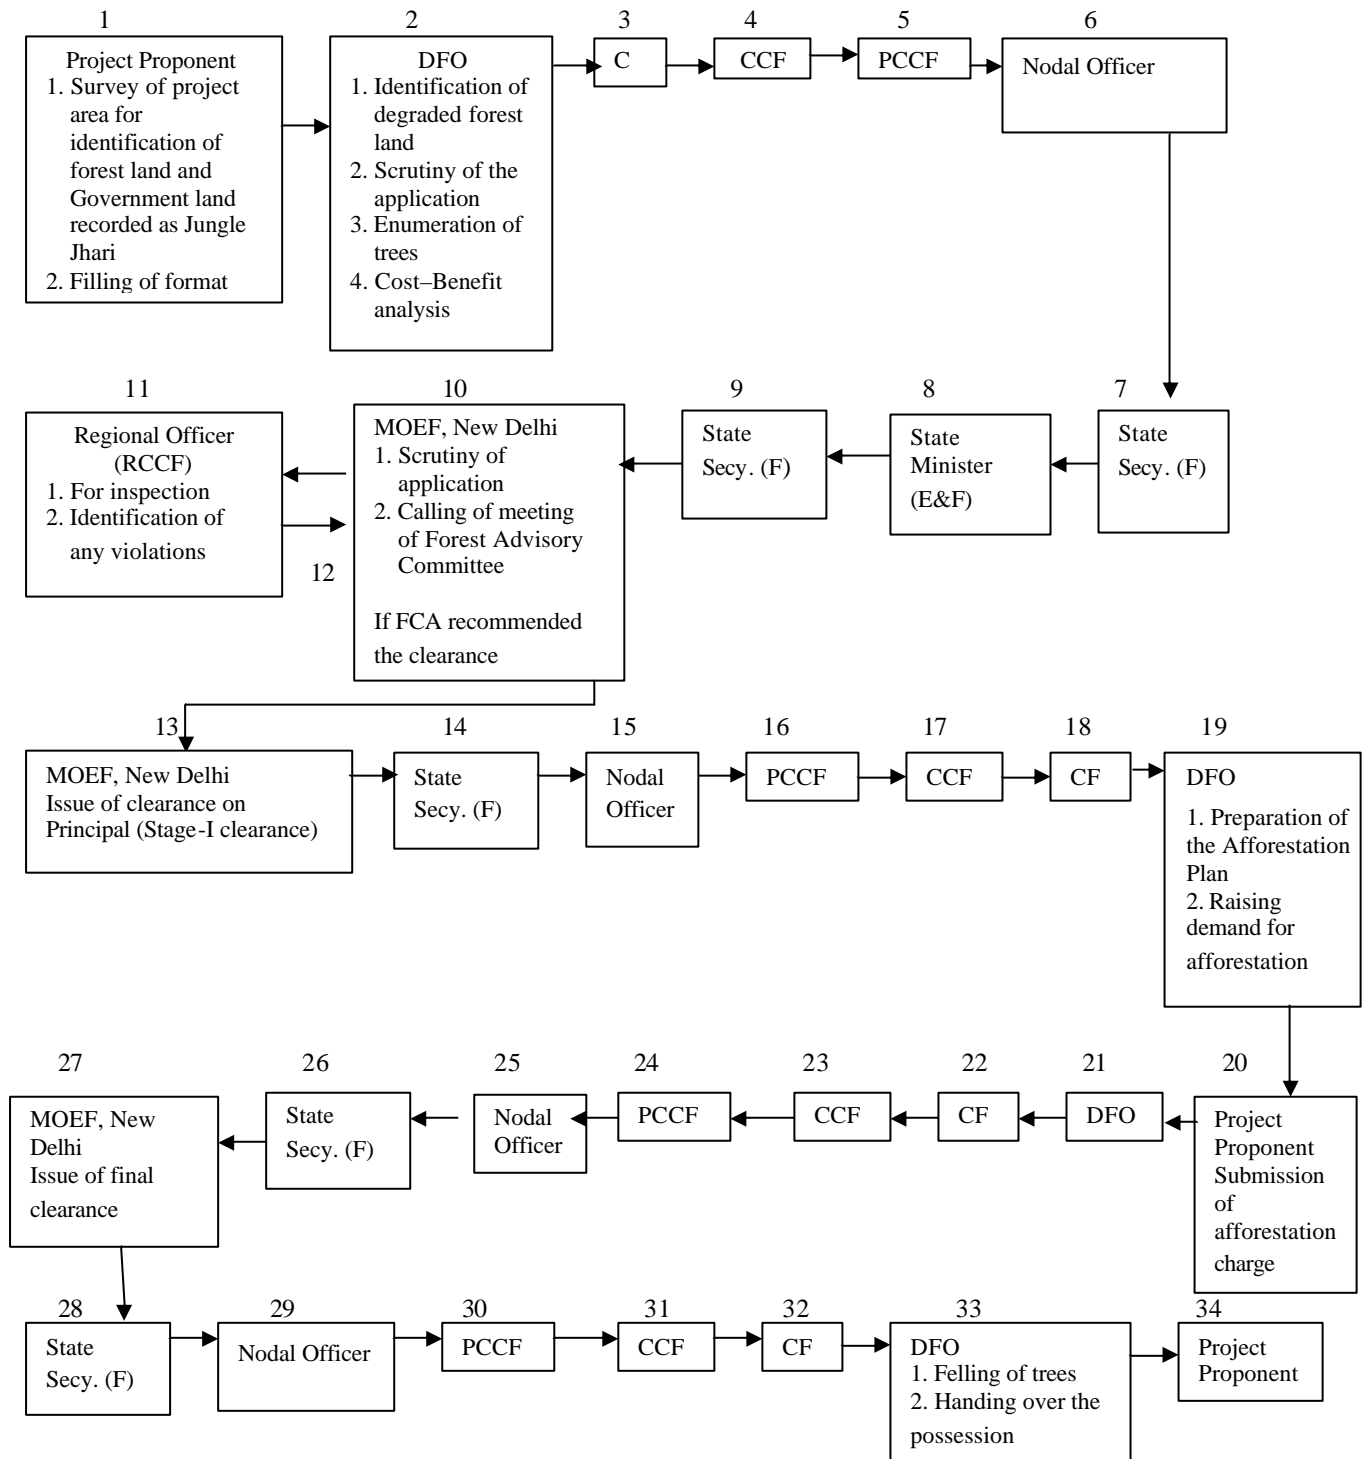 1
2
3
4
5
6
Project Proponent
1. Survey of project
area for
identification of
forest land and
Government land
recorded as Jungle
Jhari
2. Filling of format
DFO
1. Identification of
degraded forest
land
2. Scrutiny of the
application
3. Enumeration of
trees
4. Cost–Benefit
analysis
C
CCF
PCCF
Nodal Officer
11
10
9
8
7
Regional Officer
(RCCF)
1. For inspection
2. Identification of
any violations
12
MOEF, New Delhi
1. Scrutiny of
application
2. Calling of meeting
of Forest Advisory
Committee
If FCA recommended
the clearance
State
Secy. (F)
State
Minister
(E&F)
State
Secy. (F)
13
14
15
16
17
18
19
MOEF, New Delhi
Issue of clearance on
Principal (Stage-I clearance)
State
Secy. (F)
Nodal
Officer
PCCF
CCF
CF
DFO
1. Preparation of
the Afforestation
Plan
2. Raising
demand for
afforestation
27
26
25
24
23
22
21
20
MOEF, New
Delhi
Issue of final
clearance
State
Secy. (F)
Nodal
Officer
PCCF
CCF
CF
DFO
Project
Proponent
Submission
of
afforestation
charge
28
29
30
31
32
33
34
State
Secy. (F)
Nodal Officer
PCCF
CCF
CF
DFO
1. Felling of trees
2. Handing over the
possession
Project
Proponent